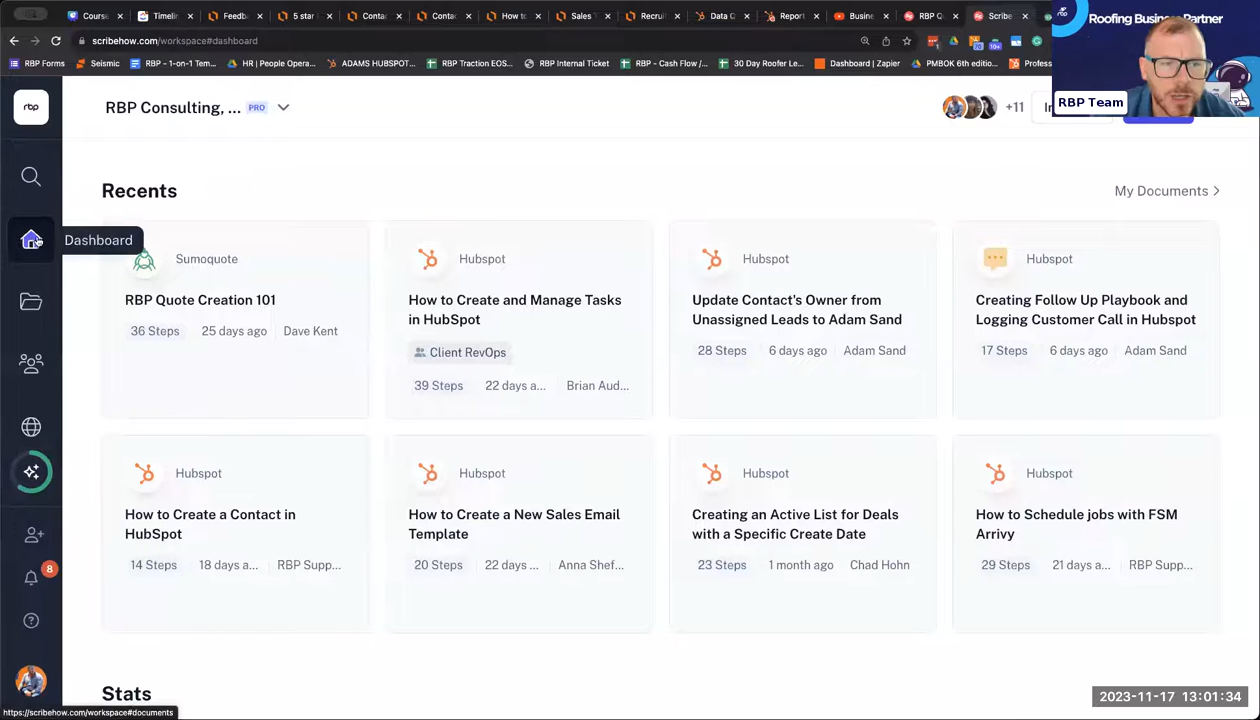 Course
Timelin
Feedb
5 star
Contac
Contac
How to
Sales T
Recruit
Data Q
Report
Busine
RBP Q
Scribe
Roofing Business Partner
scribehow.com/workspace#dashboard
RBP Forms
Seismic
RBP - 1-on-1 Tem...
HR | People Opera...
ADAMS HUBSPOT...
RBP Traction EOS...
RBP Internal Ticket
RBP - Cash Flow /...
30 Day Roofer Le...
Dashboard | Zapier
PMBOK 6th editio...
Profess
rbp
RBP Consulting, ...
PRO
+11
In
RBP Team
Recents
My Documents
Dashboard
Sumoquote
RBP Quote Creation 101
36 Steps
25 days ago
Dave Kent
Hubspot
How to Create and Manage Tasks
in HubSpot
Client RevOps
39 Steps
22 days a...
Brian Aud...
Hubspot
Update Contact's Owner from
Unassigned Leads to Adam Sand
28 Steps
6 days ago
Adam Sand
Hubspot
Creating Follow Up Playbook and
Logging Customer Call in Hubspot
17 Steps
6 days ago
Adam Sand
Hubspot
How to Create a Contact in
HubSpot
14 Steps
18 days a...
RBP Supp...
Hubspot
How to Create a New Sales Email
Template
20 Steps
22 days ...
Anna Shef...
Hubspot
Creating an Active List for Deals
with a Specific Create Date
23 Steps
1 month ago
Chad Hohn
Hubspot
How to Schedule jobs with FSM
Arrivy
29 Steps
21 days a...
RBP Supp...
8
Stats
2023-11-17 13:01:34
https://scribehow.com/workspace#documents